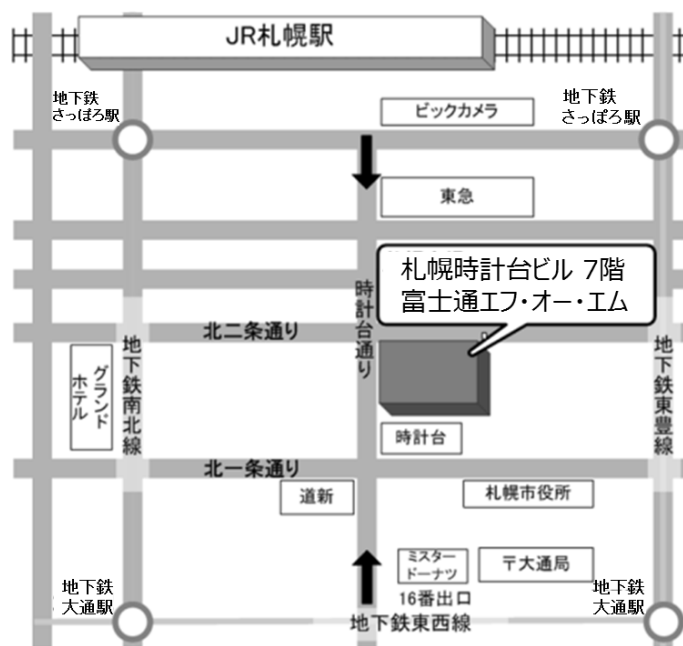 JR札幌駅
地下鉄
さっぽろ駅
ビックカメラ
地下鉄
さっぽろ駅
東急
札幌時計台ビル 7階
富士通エフ・オー・エム
時計台通り
北二条通り
グランド
ホテル
地下鉄南北線
地下鉄東豊線
時計台
北一条通り
道新
札幌市役所
ミスター
ドーナツ
〒大通局
16番出口
地下鉄
大通駅
地下鉄
大通駅
地下鉄東西線